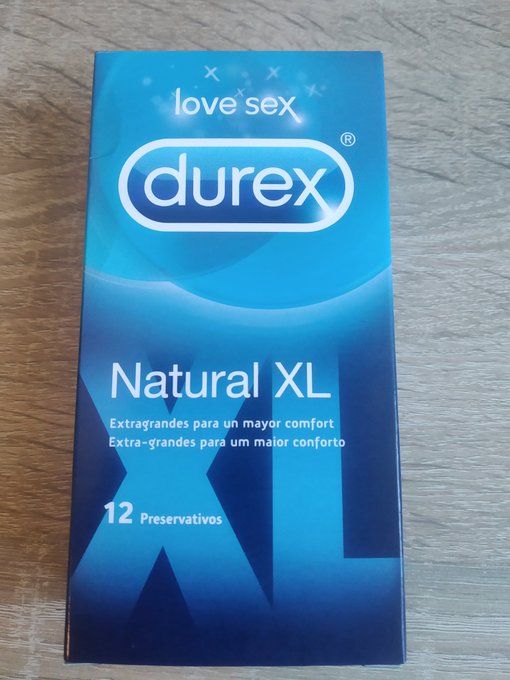 love sex
durex®
XL
Natural XL
Extragrandes para un mayor comfort
Extra-grandes para um maior conforto
12 Preservativos